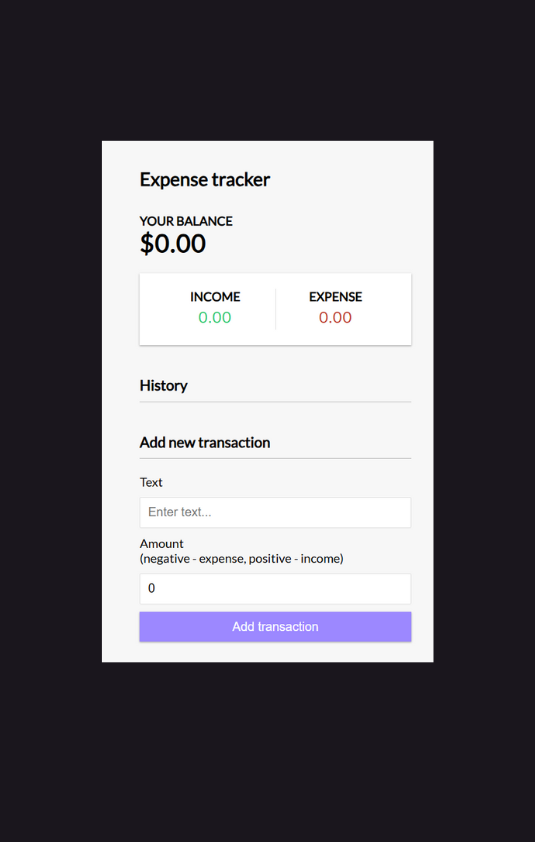 Expense tracker
YOUR BALANCE
$0.00
INCOME
EXPENSE
0.00
0.00
History
Add new transaction
Text
Enter text...
Amount
(negative - expense, positive - income)
0
Add transaction